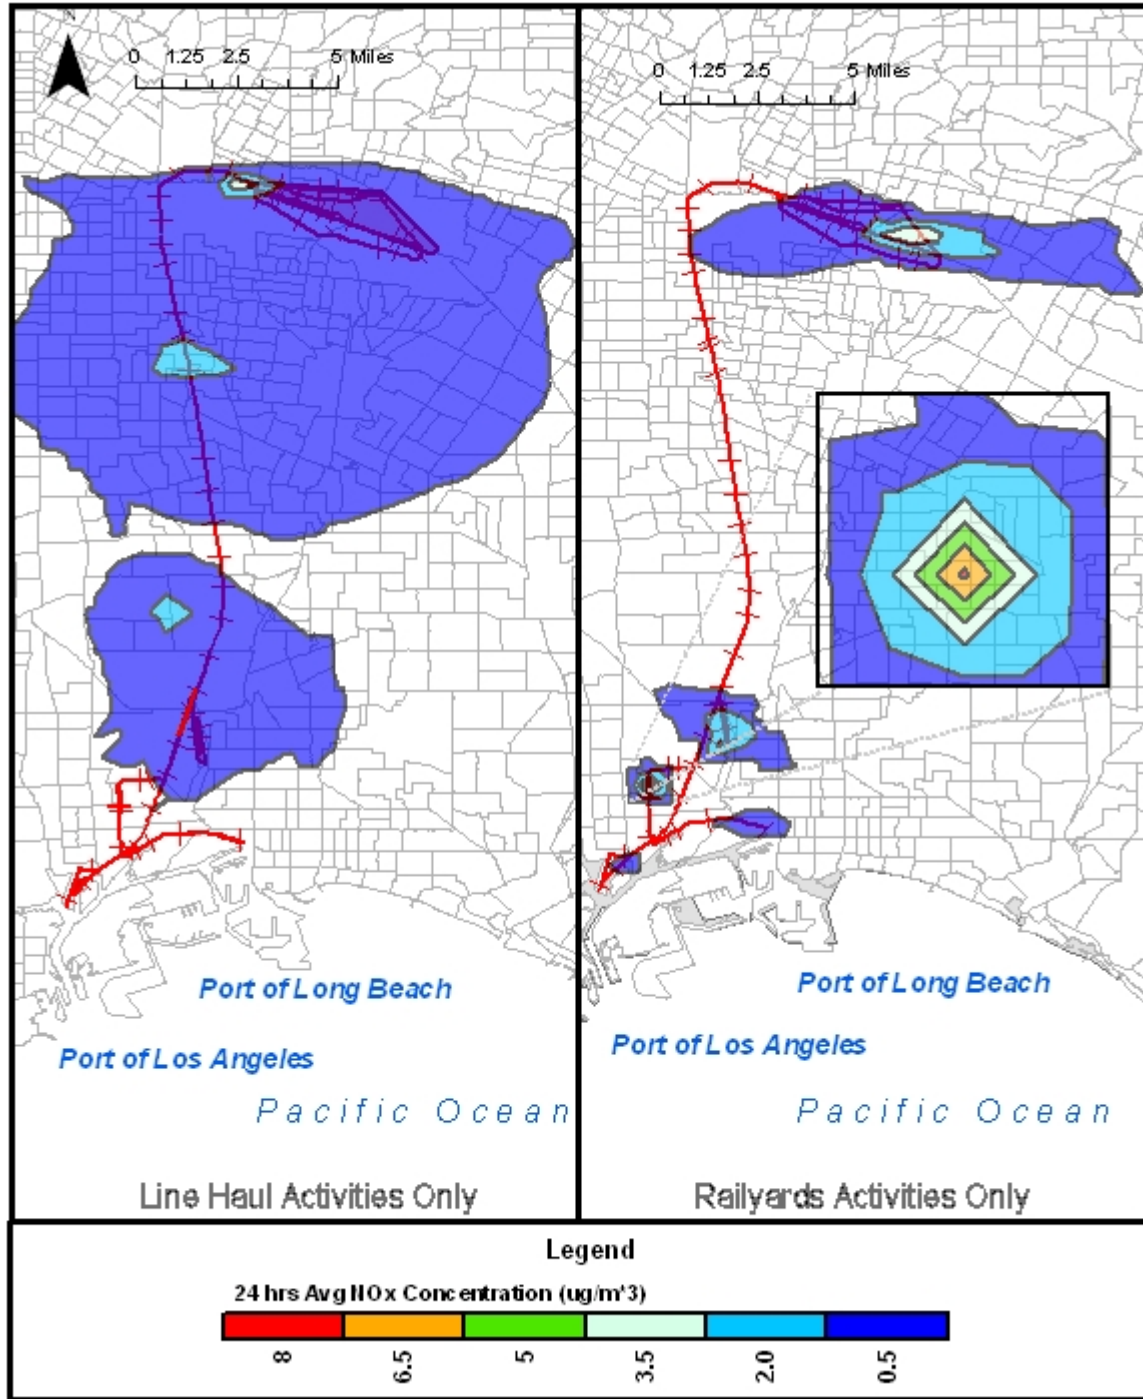 0 1.25 2.5 5 Miles
0 1.25 2.5 5 Miles
Port of Long Beach
Port of Los Angeles
Pacific Ocean
Line Haul Activities Only
Port of Long Beach
Port of Los Angeles
Pacific Ocean
Railyards Activities Only
Legend
24 hrs Avg NOx Concentration (ug/m^3)
8 6.5 5 3.5 2.0 0.5